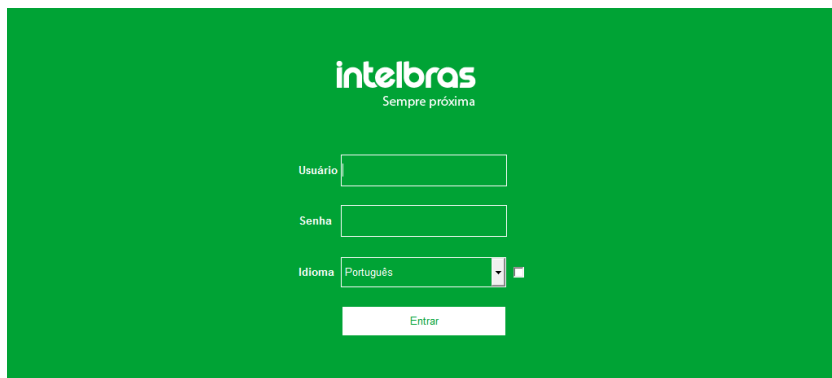 intelbras
Sempre próxima
Usuário
Senha
Idioma Português
Entrar